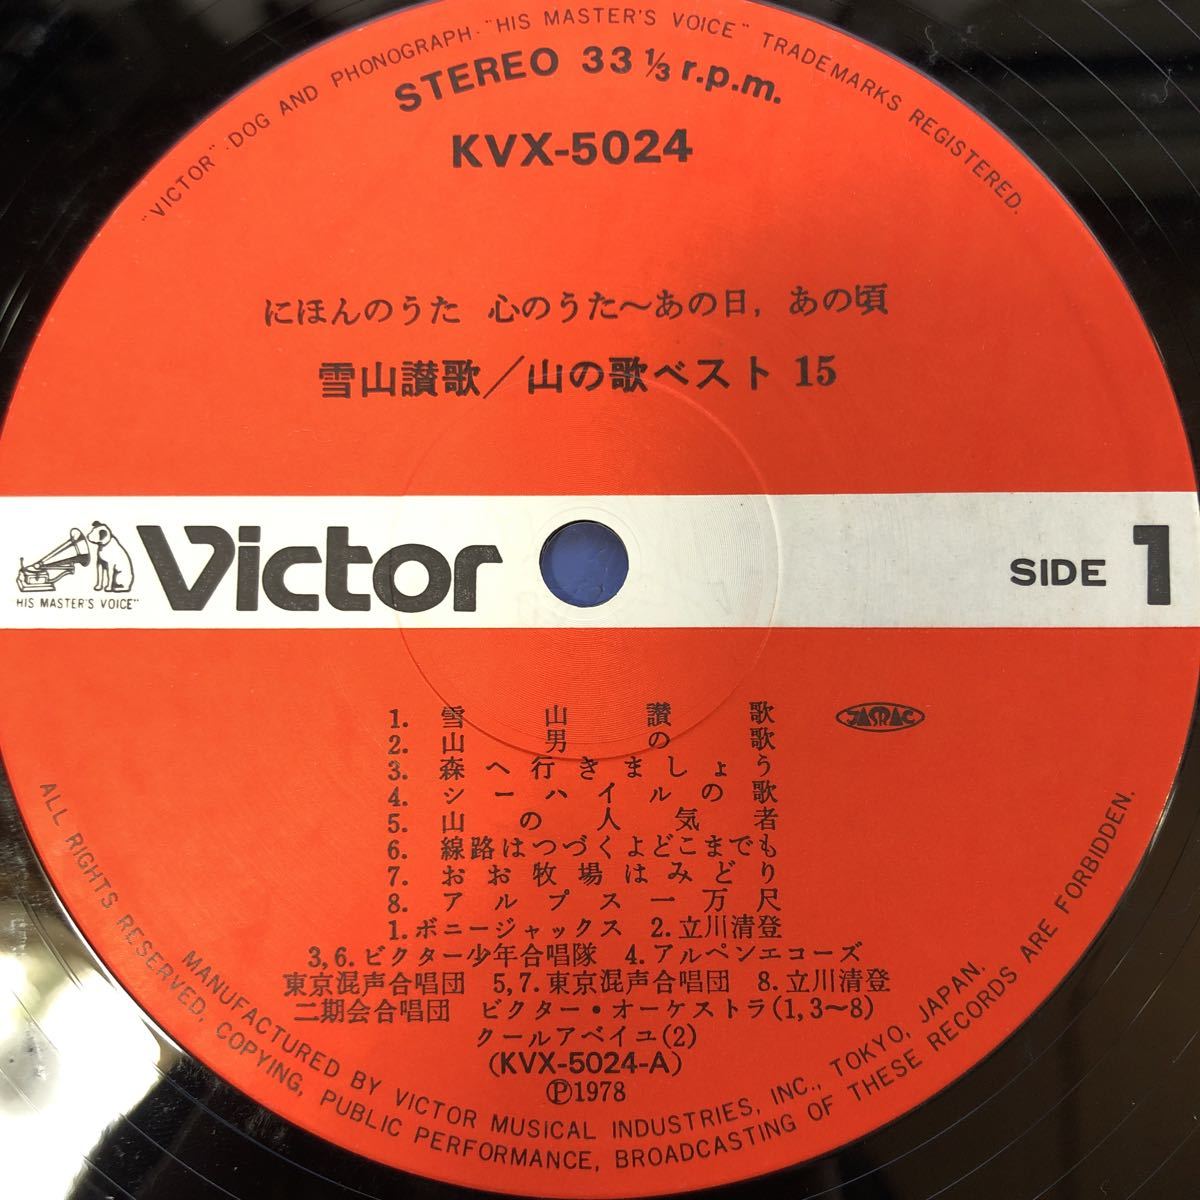 "VICTOR" · DOG AND PHONOGRAPH · "HIS MASTER'S VOICE" TRADEMARKS REGISTERED.
STEREO 33 1/3 r.p.m.
KVX-5024
にほんのうた 心のうた〜あの日，あの頃
雪山讃歌／山の歌ベスト 15
HIS MASTER'S VOICE"
Victor
SIDE 1
1. 雪山讃歌
JASRAC
2. 山男の歌
3. 森へ行きましょう
4. シーハイルの歌
5. 山の人気者
6. 線路はつづくよどこまでも
7. おお牧場はみどり
8. アルプス一万尺
1. ボニージャックス 2. 立川清登
3,6. ビクター少年合唱隊 4. アルペンエコーズ
東京混声合唱団 5,7. 東京混声合唱団 8. 立川清登
二期会合唱団 ビクター・オーケストラ(1,3〜8)
クールアベイユ(2)
(KVX-5024-A)
Ⓟ1978
MANUFACTURED BY VICTOR MUSICAL INDUSTRIES, INC., TOKYO, JAPAN.
ALL RIGHTS RESERVED, COPYING, PUBLIC PERFORMANCE, BROADCASTING OF THESE RECORDS ARE FORBIDDEN.